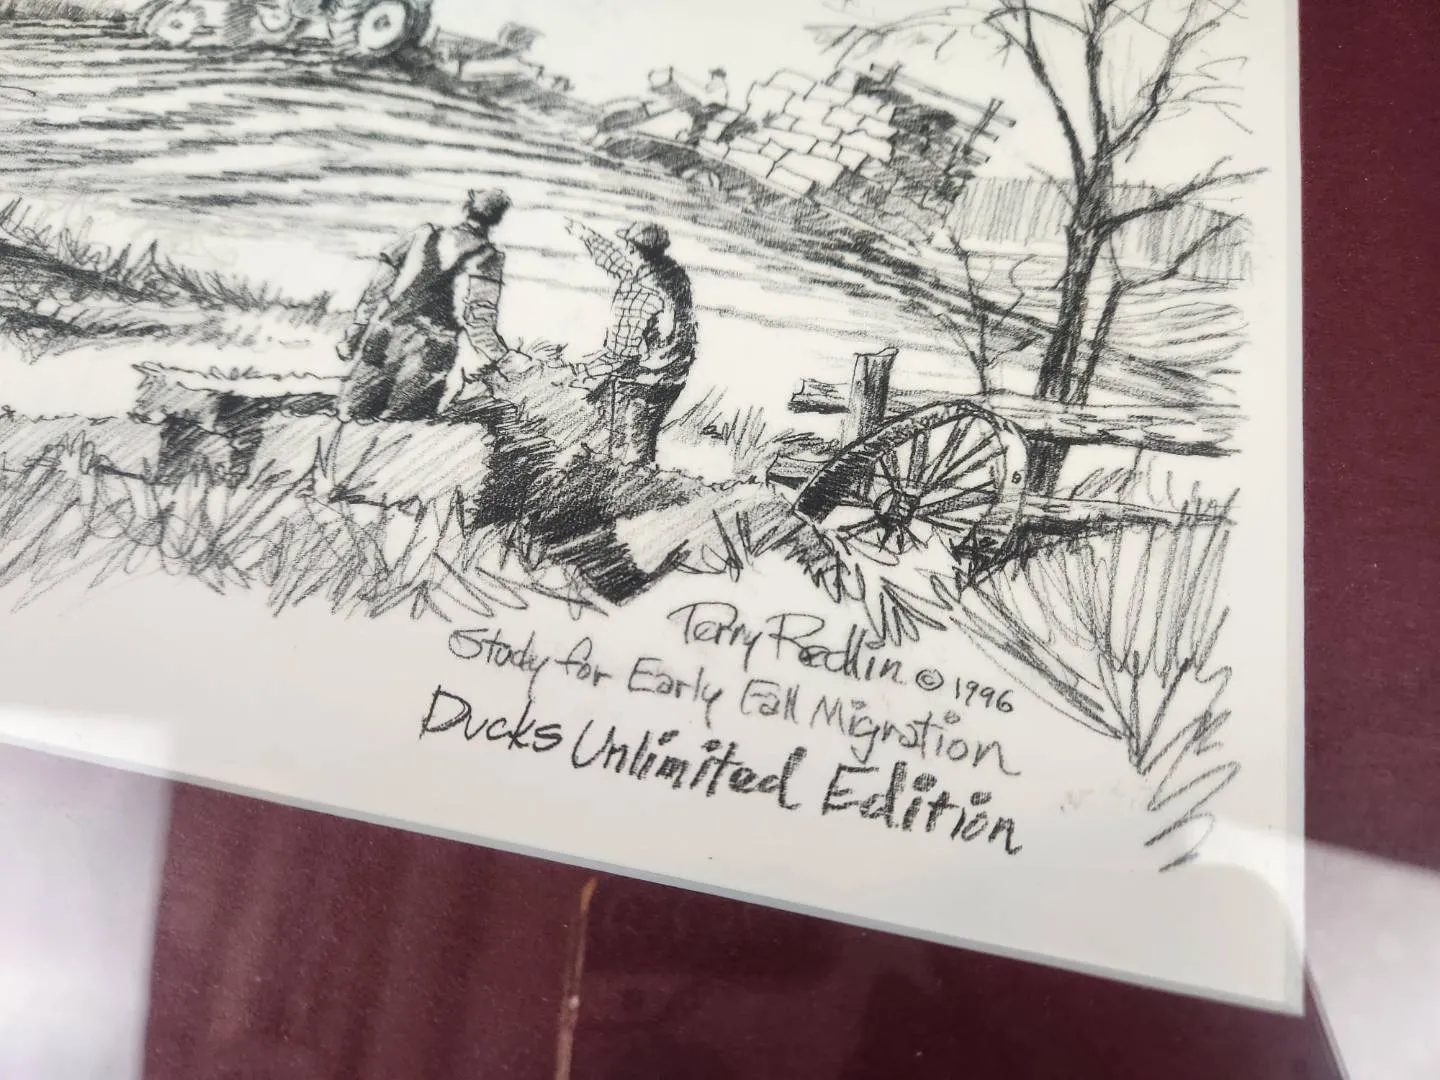 Terry Redlin © 1996
Study for Early Fall Migration
Ducks Unlimited Edition